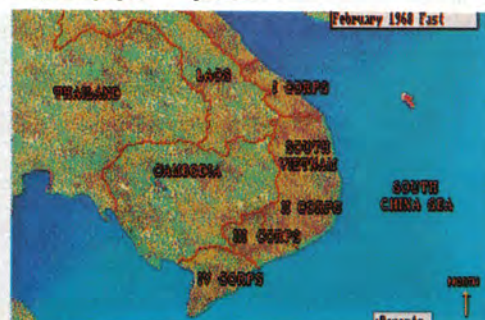 February 1968 Fast
LAOS
I CORPS
THAILAND
SOUTH
VIETNAM
CAMBODIA
SOUTH
CHINA SEA
II CORPS
III CORPS
IV CORPS
NORTH